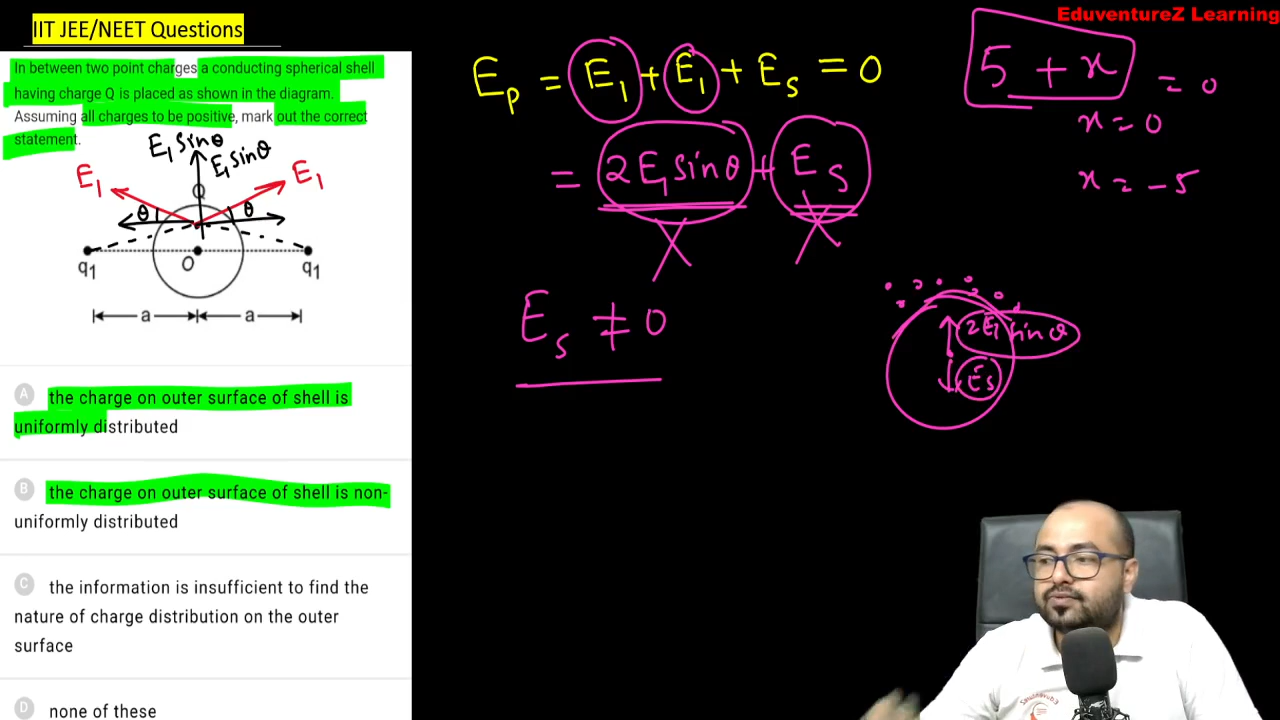 IIT JEE/NEET Questions
EduventureZ Learning
In between two point charges a conducting spherical shell
having charge Q is placed as shown in the diagram.
Assuming all charges to be positive, mark out the correct
statement.
E₁ sinθ
E₁ sinθ
E₁
E₁
Q
θ
θ
O
q₁
q₁
a
a
A the charge on outer surface of shell is
uniformly distributed
B the charge on outer surface of shell is non-
uniformly distributed
C the information is insufficient to find the
nature of charge distribution on the outer
surface
D none of these
Eₚ = E₁ + E₁ + Eₛ = 0
= 2E₁sinθ + Eₛ
Eₛ ≠ 0
5 + x = 0
x = 0
x = -5
2E₁ sinθ
Eₛ